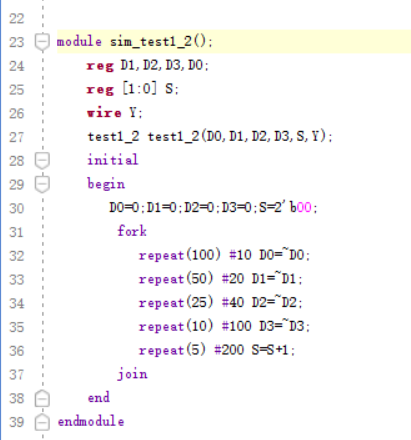 22
23 module sim_test1_2();
24 reg D1,D2,D3,D0;
25 reg [1:0] S;
26 wire Y;
27 test1_2 test1_2(D0,D1,D2,D3,S,Y);
28 initial
29 begin
30 D0=0;D1=0;D2=0;D3=0;S=2'b00;
31 fork
32 repeat(100) #10 D0=~D0;
33 repeat(50) #20 D1=~D1;
34 repeat(25) #40 D2=~D2;
35 repeat(10) #100 D3=~D3;
36 repeat(5) #200 S=S+1;
37 join
38 end
39 endmodule